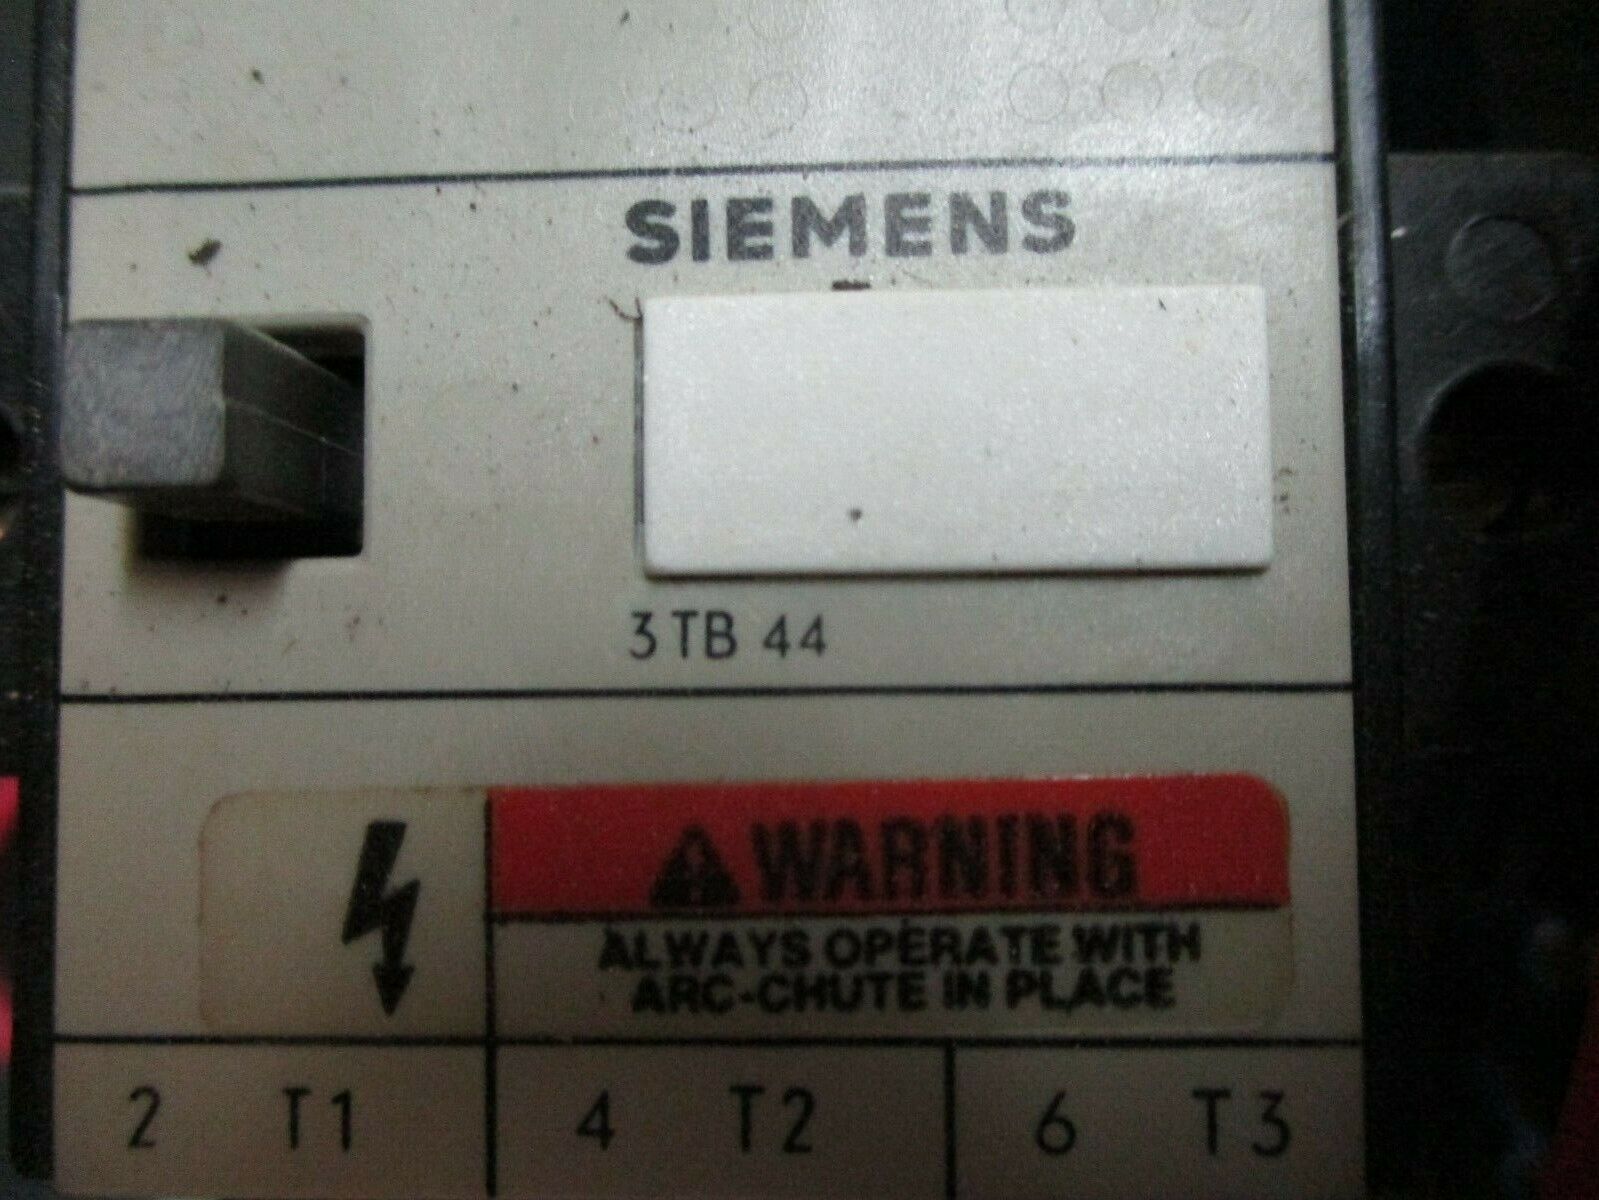 SIEMENS
3TB 44
WARNING
ALWAYS OPERATE WITH
ARC-CHUTE IN PLACE
2 T1 4 T2 6 T3